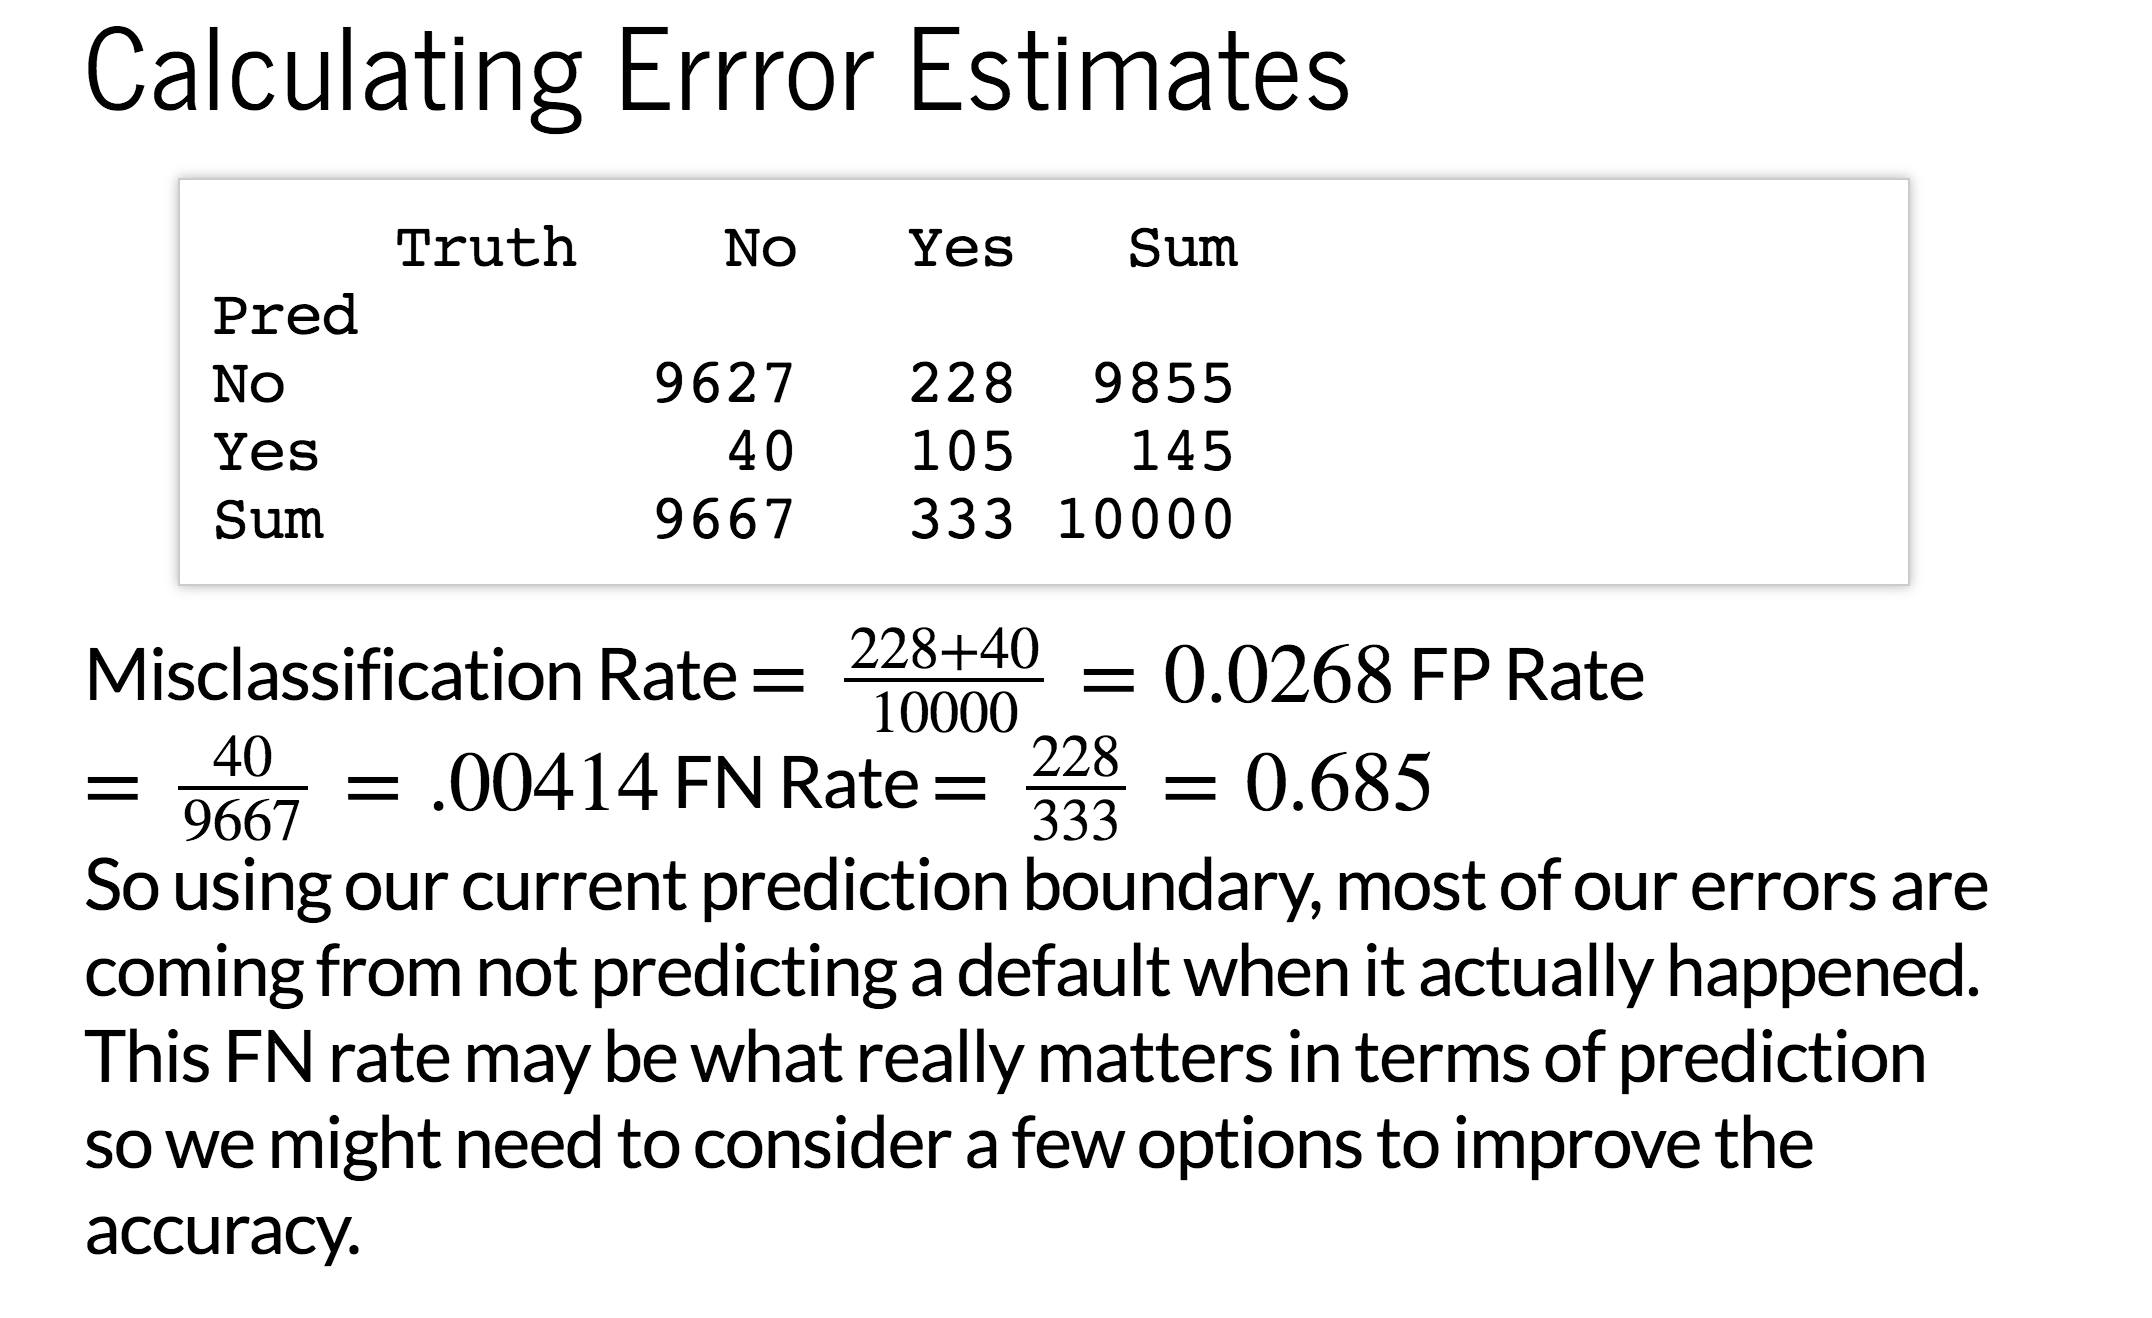 Calculating Errror Estimates
Truth No Yes Sum
Pred
No 9627 228 9855
Yes 40 105 145
Sum 9667 333 10000
Misclassification Rate = \frac{228+40}{10000} = 0.0268 FP Rate
= \frac{40}{9667} = .00414 FN Rate = \frac{228}{333} = 0.685
So using our current prediction boundary, most of our errors are
coming from not predicting a default when it actually happened.
This FN rate may be what really matters in terms of prediction
so we might need to consider a few options to improve the
accuracy.